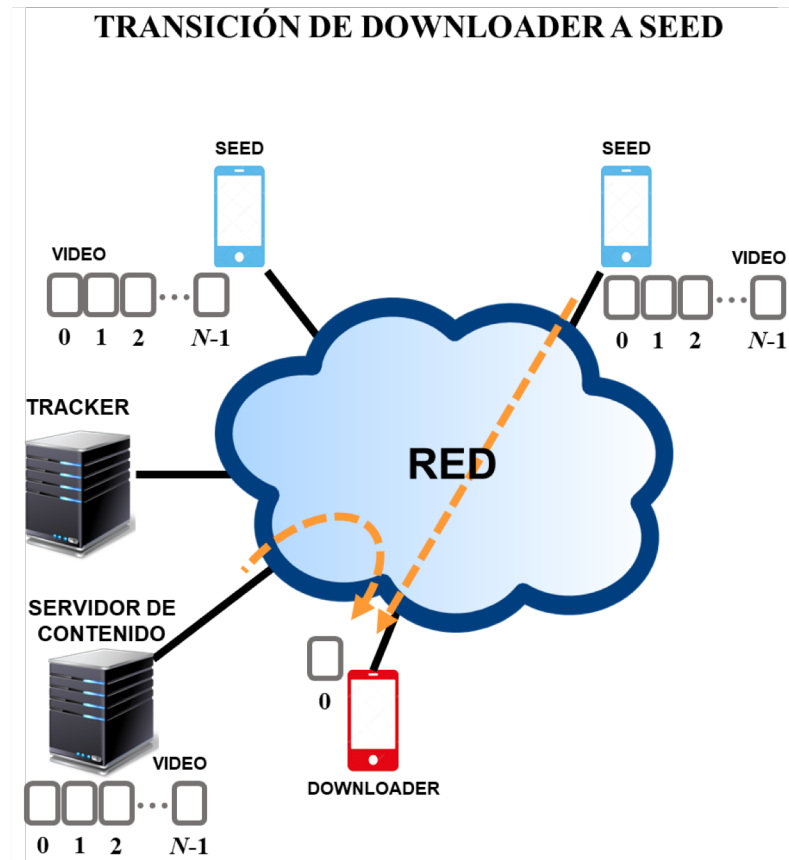 TRANSICIÓN DE DOWNLOADER A SEED
SEED
SEED
VIDEO
0 1 2 ... N-1
VIDEO
0 1 2 ... N-1
TRACKER
RED
SERVIDOR DE
CONTENIDO
0
DOWNLOADER
VIDEO
0 1 2 ... N-1